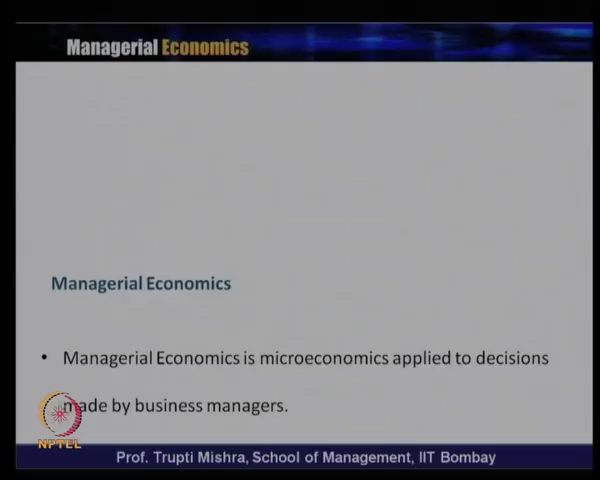 Managerial Economics
Managerial Economics
• Managerial Economics is microeconomics applied to decisions
made by business managers.
NPTEL
Prof. Trupti Mishra, School of Management, IIT Bombay